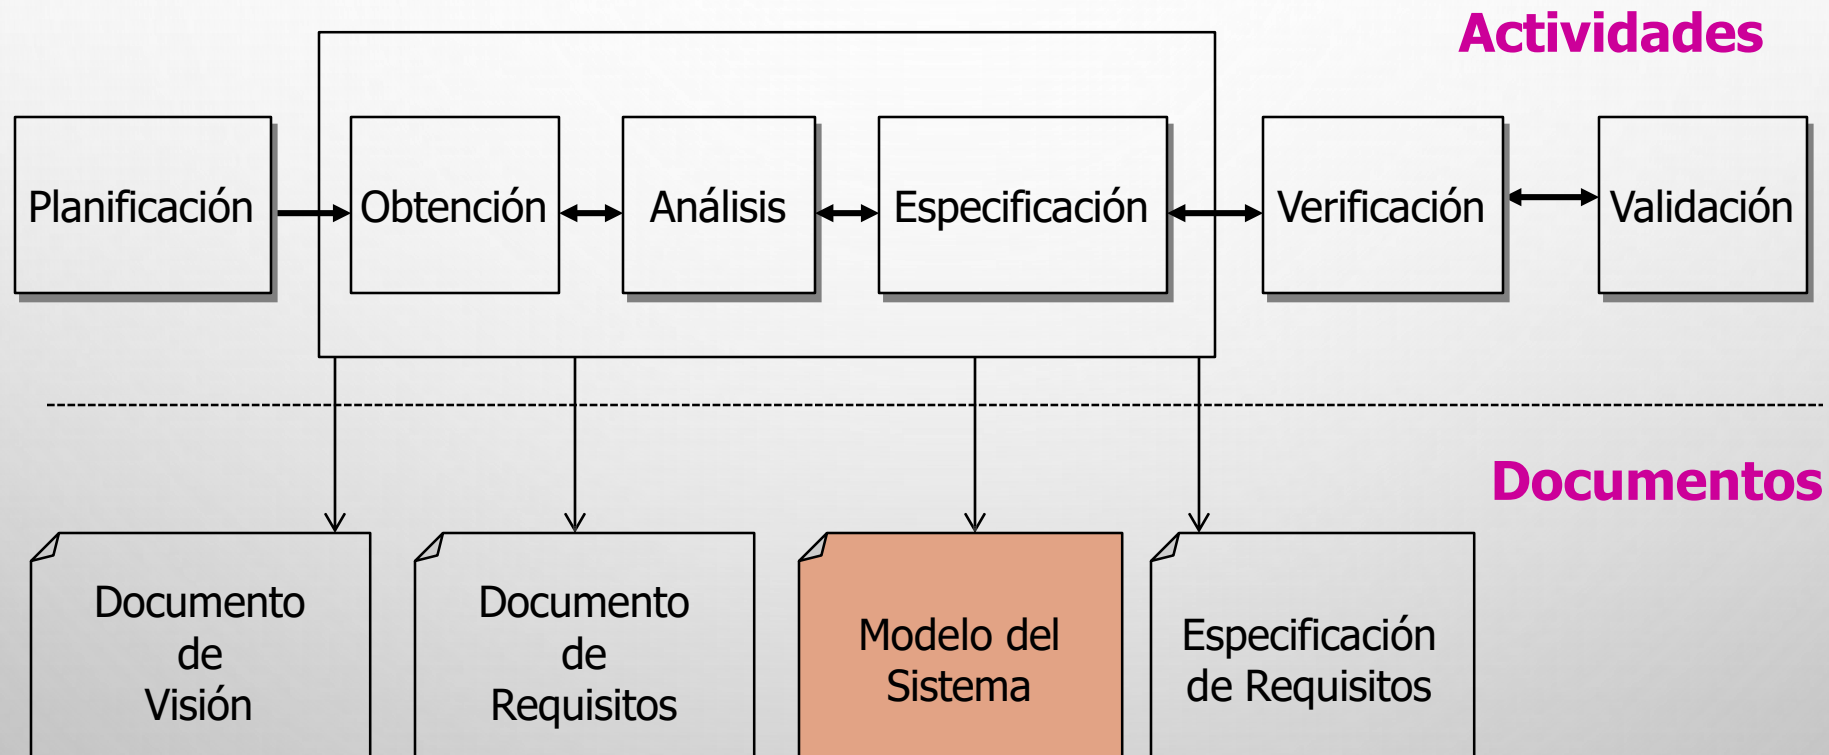 Actividades
Planificación
Obtención
Análisis
Especificación
Verificación
Validación
Documentos
Documento
de
Visión
Documento
de
Requisitos
Modelo del
Sistema
Especificación
de Requisitos